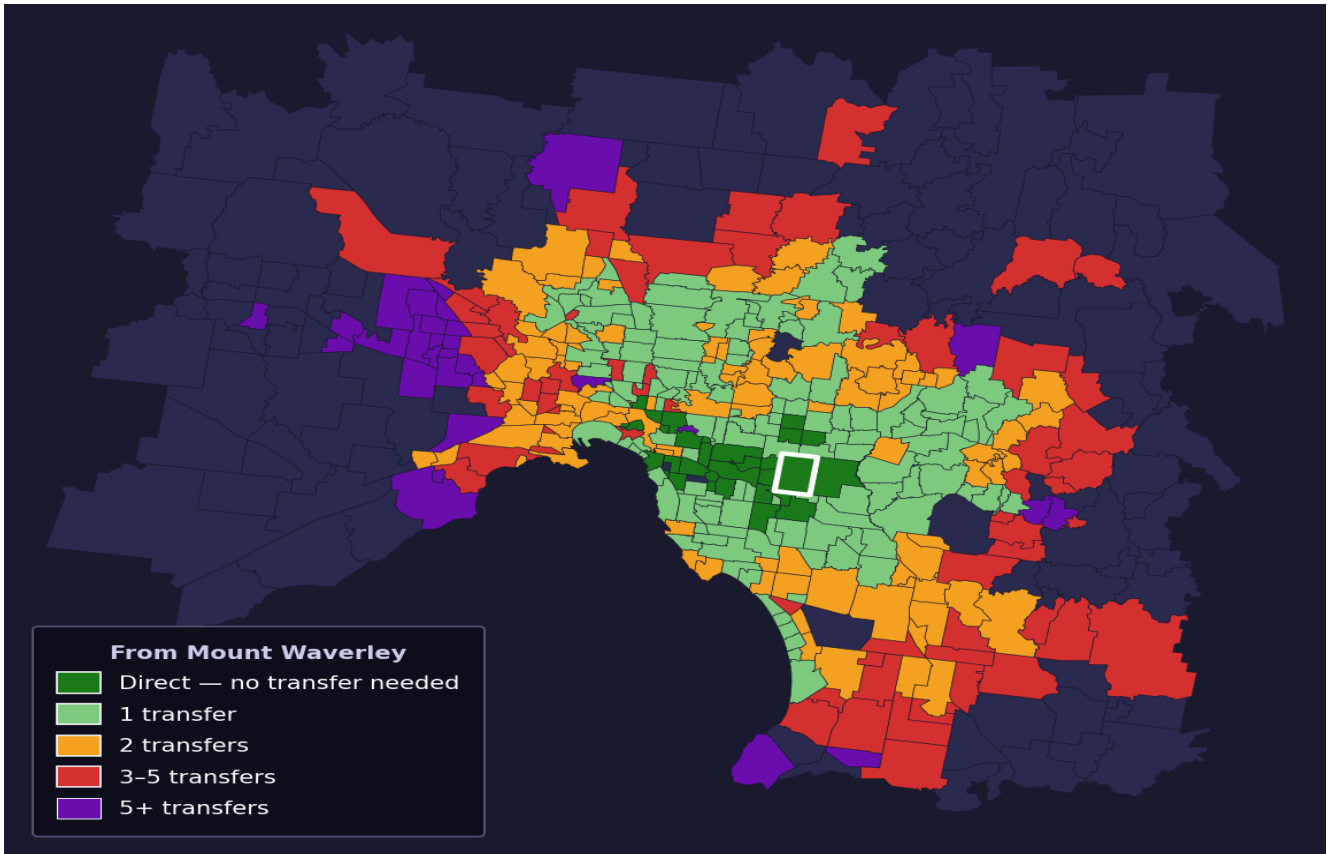 From Mount Waverley
Direct — no transfer needed
1 transfer
2 transfers
3–5 transfers
5+ transfers